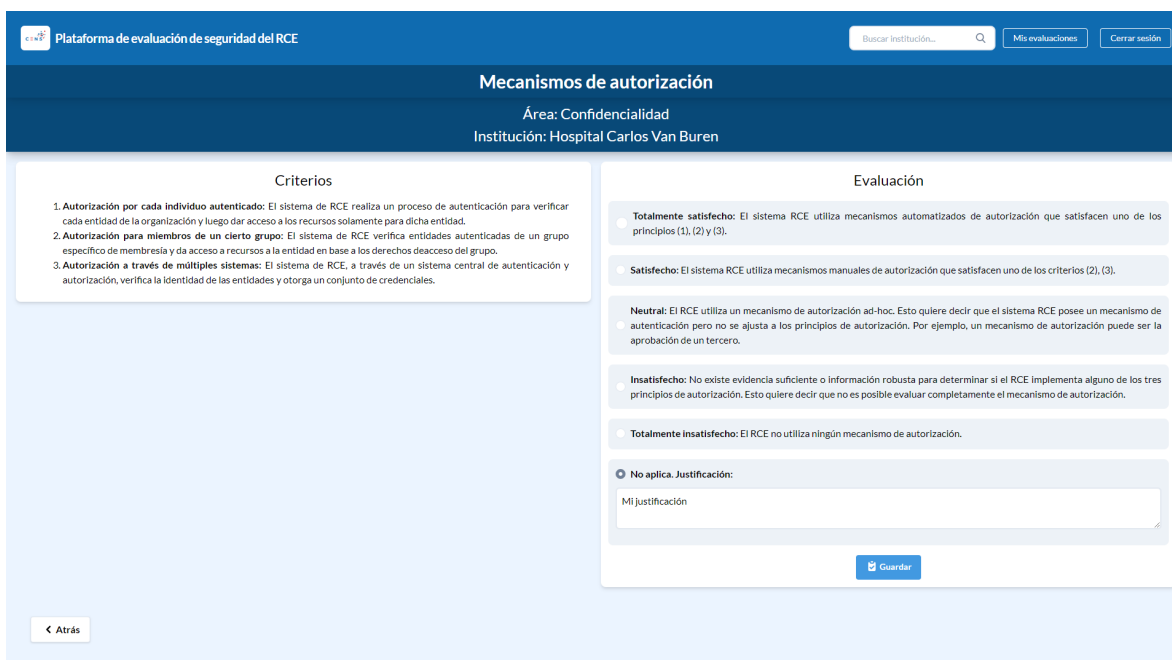 CENS
Plataforma de evaluación de seguridad del RCE
Buscar institución...
Mis evaluaciones
Cerrar sesión
Mecanismos de autorización
Área: Confidencialidad
Institución: Hospital Carlos Van Buren
Criterios
1. Autorización por cada individuo autenticado: El sistema de RCE realiza un proceso de autenticación para verificar
cada entidad de la organización y luego dar acceso a los recursos solamente para dicha entidad.
2. Autorización para miembros de un cierto grupo: El sistema de RCE verifica entidades autenticadas de un grupo
específico de membresía y da acceso a recursos a la entidad en base a los derechos deacceso del grupo.
3. Autorización a través de múltiples sistemas: El sistema de RCE, a través de un sistema central de autenticación y
autorización, verifica la identidad de las entidades y otorga un conjunto de credenciales.
Evaluación
Totalmente satisfecho: El sistema RCE utiliza mecanismos automatizados de autorización que satisfacen uno de los
principios (1), (2) y (3).
Satisfecho: El sistema RCE utiliza mecanismos manuales de autorización que satisfacen uno de los criterios (2), (3).
Neutral: El RCE utiliza un mecanismo de autorización ad-hoc. Esto quiere decir que el sistema RCE posee un mecanismo de
autenticación pero no se ajusta a los principios de autorización. Por ejemplo, un mecanismo de autorización puede ser la
aprobación de un tercero.
Insatisfecho: No existe evidencia suficiente o información robusta para determinar si el RCE implementa alguno de los tres
principios de autorización. Esto quiere decir que no es posible evaluar completamente el mecanismo de autorización.
Totalmente insatisfecho: El RCE no utiliza ningún mecanismo de autorización.
No aplica. Justificación:
Mi justificación
Guardar
Atrás